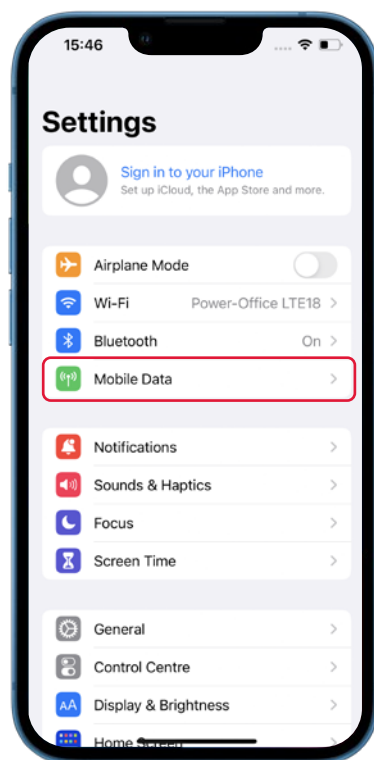 15:46
Settings
Sign in to your iPhone
Set up iCloud, the App Store and more.
Airplane Mode
Wi-Fi Power-Office LTE18
Bluetooth On
Mobile Data
Notifications
Sounds & Haptics
Focus
Screen Time
General
Control Centre
AA Display & Brightness
Home Screen